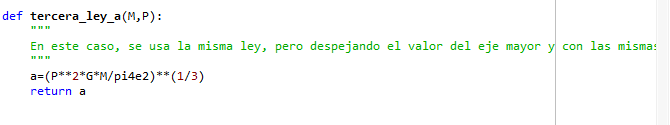 def tercera_ley_a(M,P):
"""
En este caso, se usa la misma ley, pero despejando el valor del eje mayor y con las mismas
"""
a=(P**2*G*M/pi4e2)**(1/3)
return a